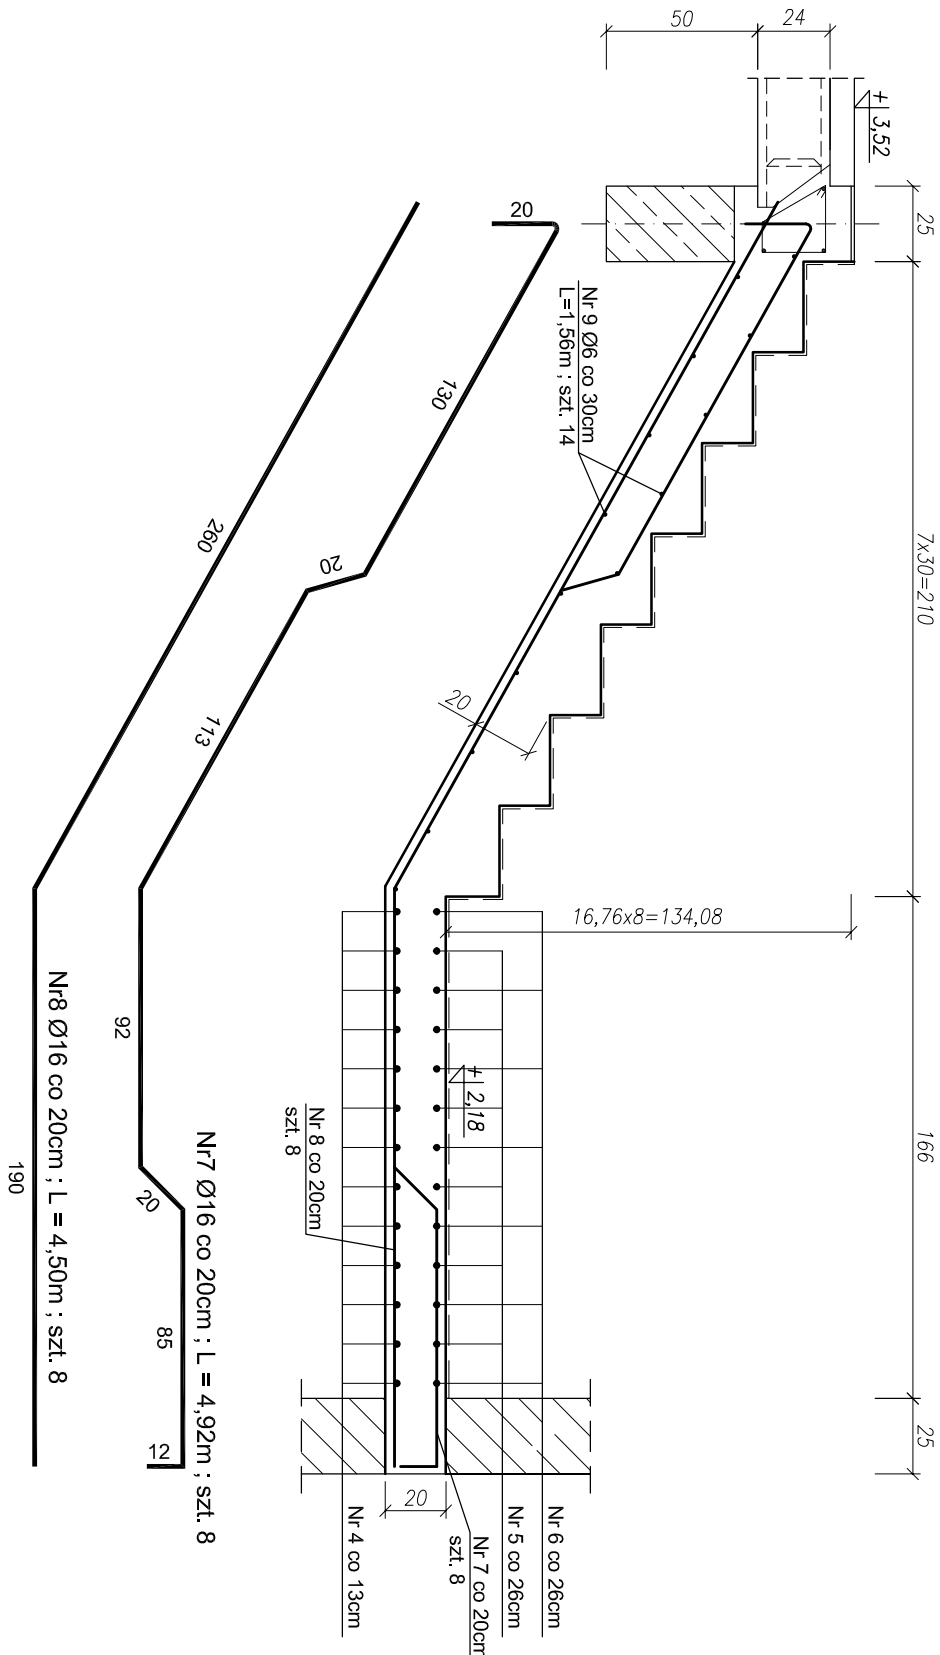 50
24
+ 3,52
25
7x30=210
166
25
20
130
20
113
92
20
85
12
260
190
Nr 9 Ø6 co 30cm
L=1,56m ; szt. 14
20
16,76x8=134,08
+ 2,18
Nr 8 co 20cm
szt. 8
Nr7 Ø16 co 20cm ; L = 4,92m ; szt. 8
Nr8 Ø16 co 20cm ; L = 4,50m ; szt. 8
20
Nr 6 co 26cm
Nr 5 co 26cm
Nr 7 co 20cm
szt. 8
Nr 4 co 13cm